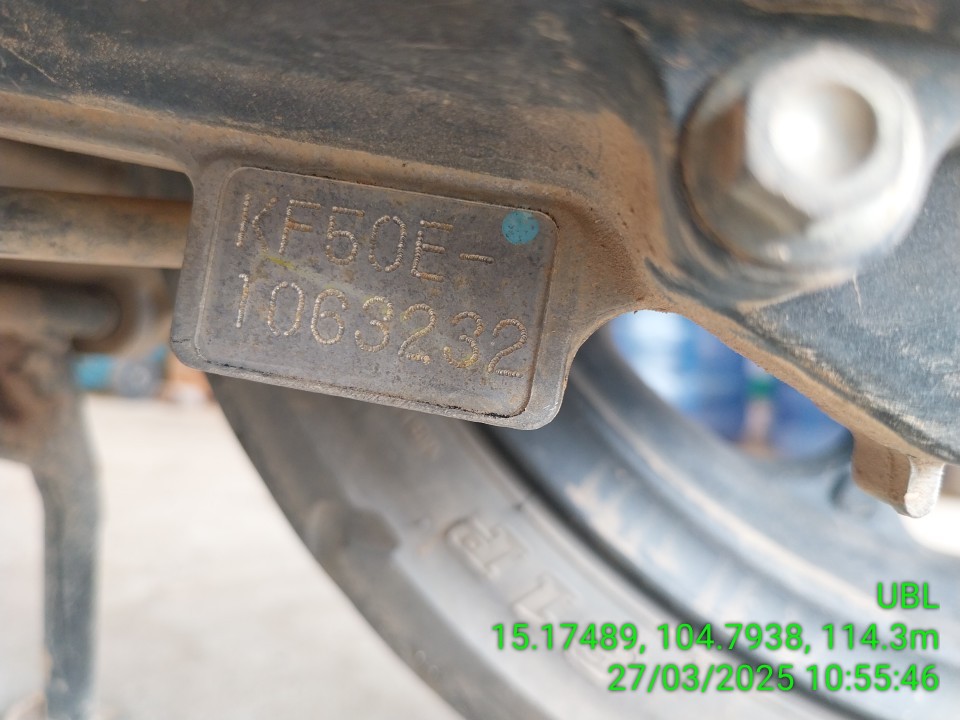 KF50E-
1063232
UBL
15.17489, 104.7938, 114.3m
27/03/2025 10:55:46